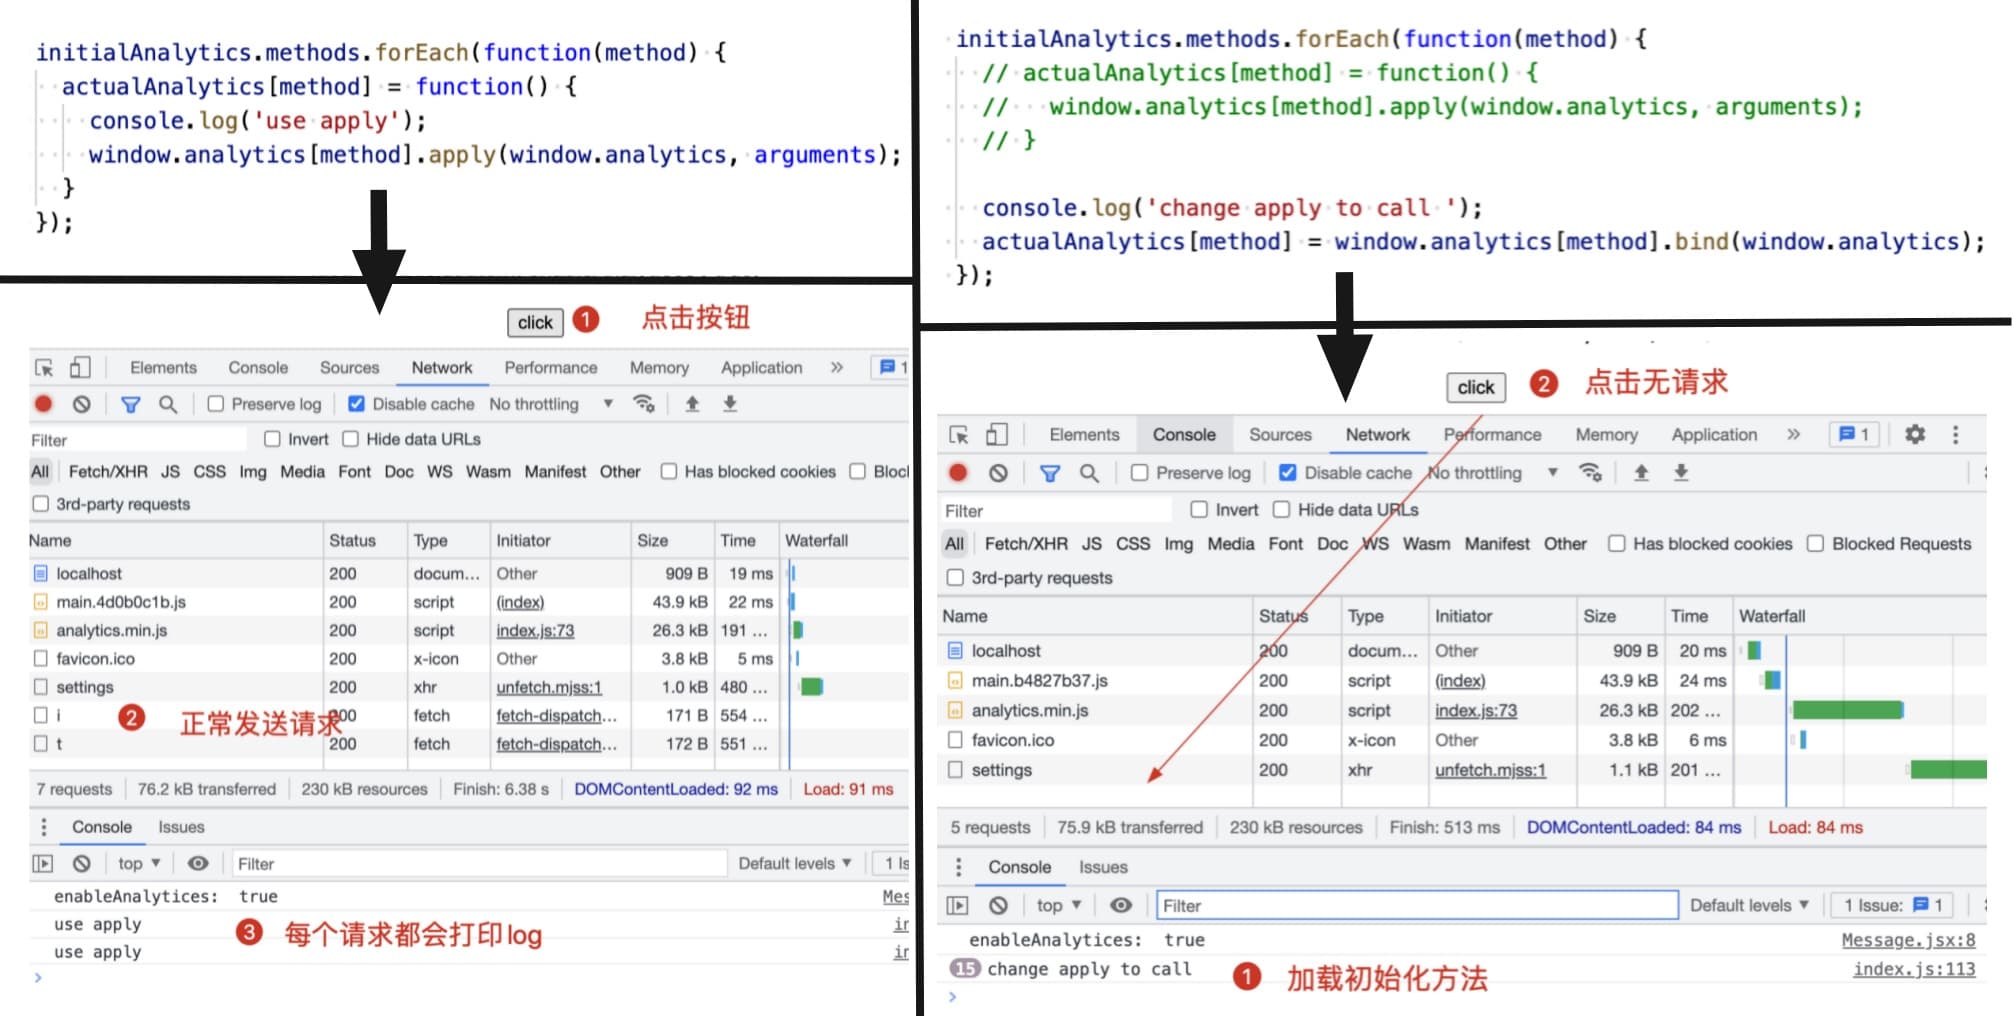 initialAnalytics.methods.forEach(function(method) {
actualAnalytics[method] = function() {
console.log('use apply');
window.analytics[method].apply(window.analytics, arguments);
}
});
click 1 点击按钮
Elements Console Sources Network Performance Memory Application » 1
Preserve log Disable cache No throttling
Filter Invert Hide data URLs
All Fetch/XHR JS CSS Img Media Font Doc WS Wasm Manifest Other Has blocked cookies Bloc
3rd-party requests
Name Status Type Initiator Size Time Waterfall
localhost 200 docum... Other 909 B 19 ms
main.4d0b0c1b.js 200 script (index) 43.9 kB 22 ms
analytics.min.js 200 script index.js:73 26.3 kB 191 ...
favicon.ico 200 x-icon Other 3.8 kB 5 ms
settings 200 xhr unfetch.mjss:1 1.0 kB 480 ...
i 200 fetch fetch-dispatch... 171 B 554 ...
2 正常发送请求
t 200 fetch fetch-dispatch... 172 B 551 ...
7 requests 76.2 kB transferred 230 kB resources Finish: 6.38 s DOMContentLoaded: 92 ms Load: 91 ms
Console Issues
top Filter Default levels 1 Is
enableAnalytices: true Mes
use apply in
3 每个请求都会打印log
use apply in
>
initialAnalytics.methods.forEach(function(method) {
// actualAnalytics[method] = function() {
// window.analytics[method].apply(window.analytics, arguments);
// }
console.log('change apply to call ');
actualAnalytics[method] = window.analytics[method].bind(window.analytics);
});
click 2 点击无请求
Elements Console Sources Network Performance Memory Application » 1
Preserve log Disable cache No throttling
Filter Invert Hide data URLs
All Fetch/XHR JS CSS Img Media Font Doc WS Wasm Manifest Other Has blocked cookies Blocked Requests
3rd-party requests
Name Status Type Initiator Size Time Waterfall
localhost 200 docum... Other 909 B 20 ms
main.b4827b37.js 200 script (index) 43.9 kB 24 ms
analytics.min.js 200 script index.js:73 26.3 kB 202 ...
favicon.ico 200 x-icon Other 3.8 kB 6 ms
settings 200 xhr unfetch.mjss:1 1.1 kB 201 ...
5 requests 75.9 kB transferred 230 kB resources Finish: 513 ms DOMContentLoaded: 84 ms Load: 84 ms
Console Issues
top Filter Default levels 1 Issue: 1
enableAnalytices: true Message.jsx:8
15 change apply to call index.js:113
1 加载初始化方法
>